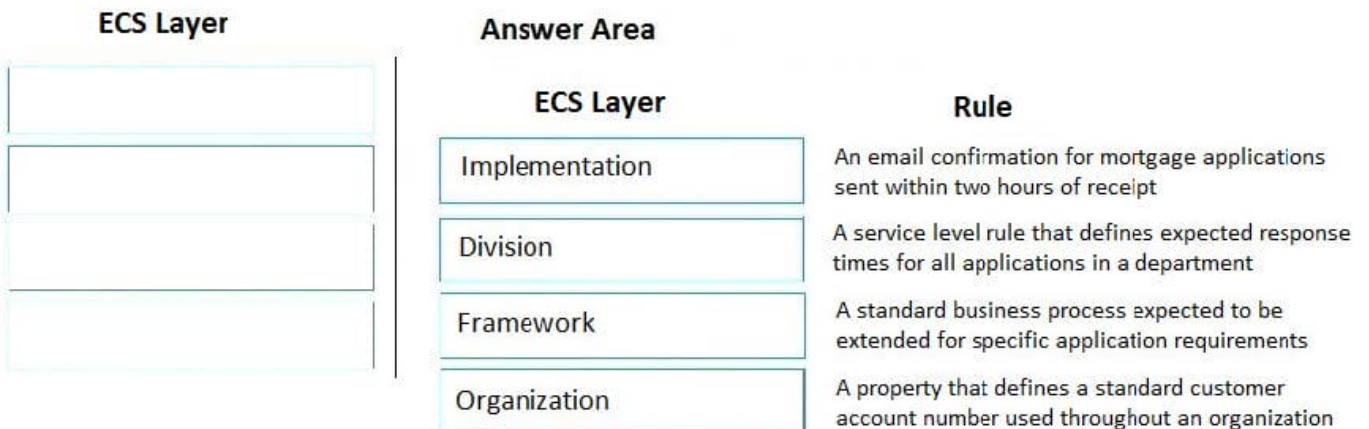 ECS Layer
Answer Area
ECS Layer
Rule
Implementation
An email confirmation for mortgage applications
sent within two hours of receipt
Division
A service level rule that defines expected response
times for all applications in a department
Framework
A standard business process expected to be
extended for specific application requirements
Organization
A property that defines a standard customer
account number used throughout an organization